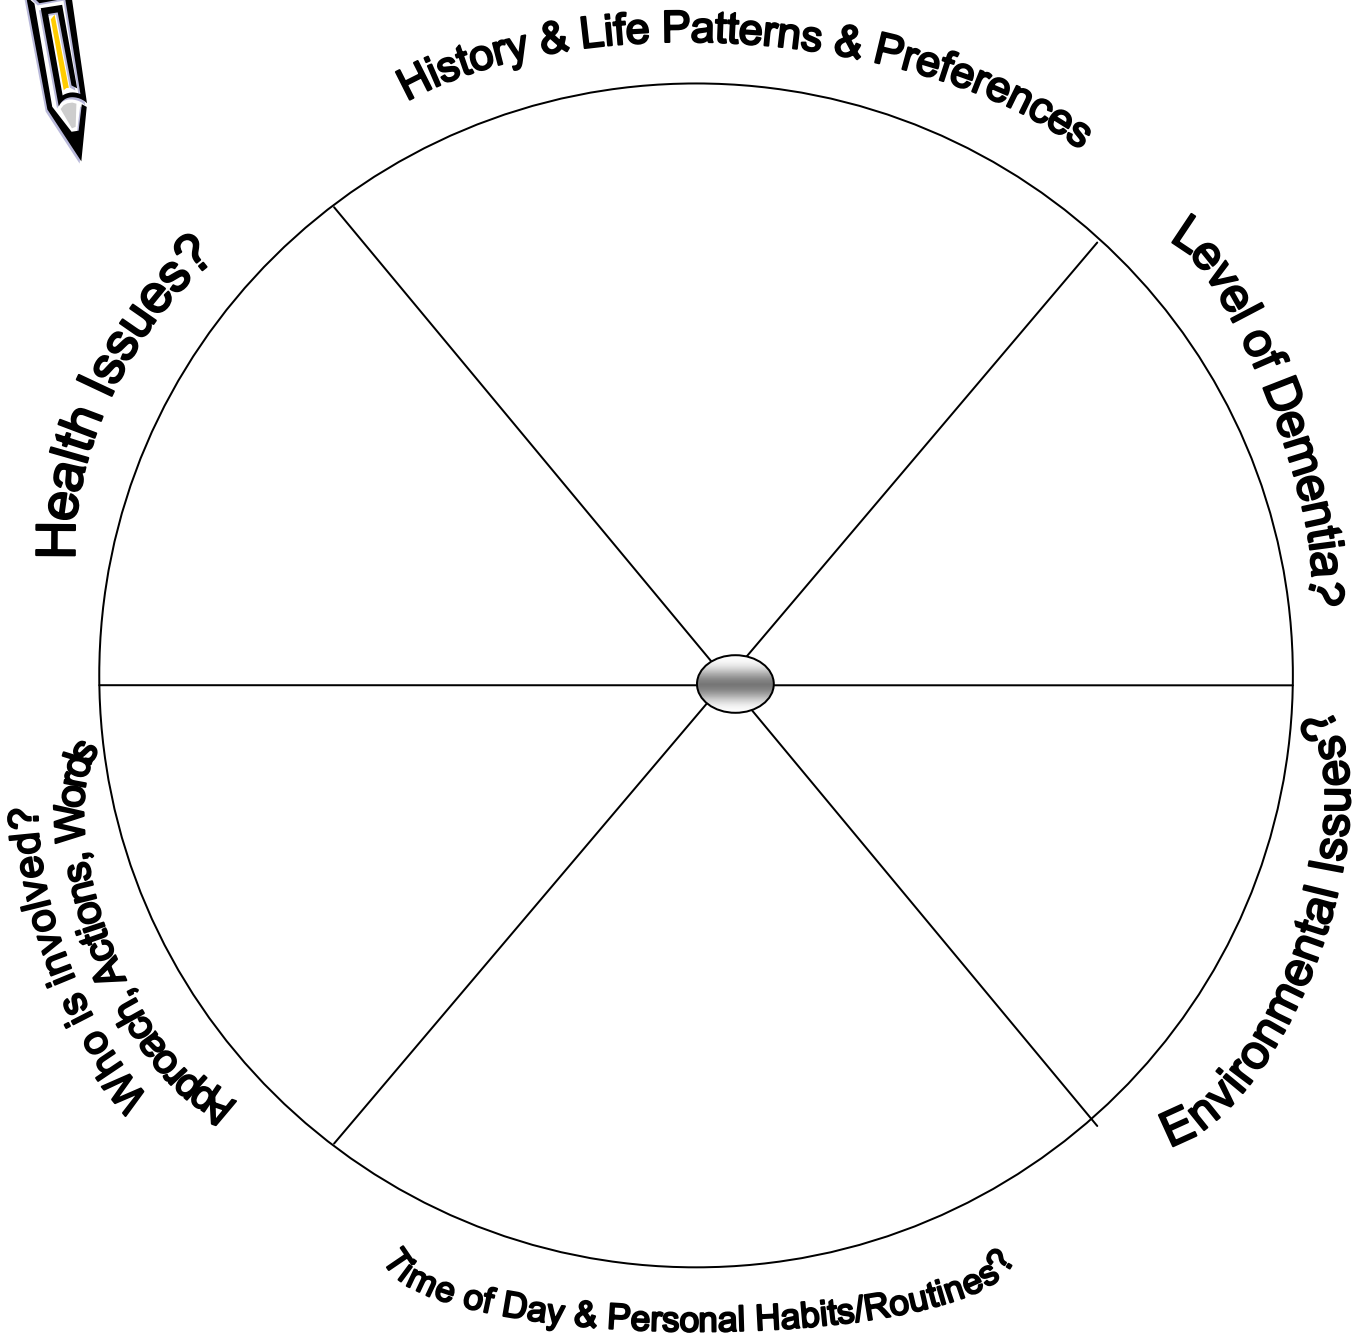 History & Life Patterns & Preferences
Level of Dementia?
Environmental Issues?
Time of Day & Personal Habits/Routines?
Approach, Actions, Words
Who is involved?
Health Issues?